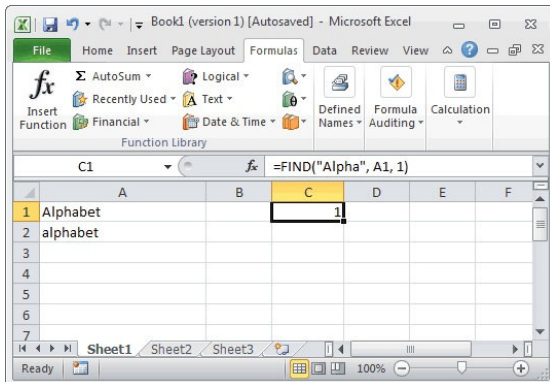 Book1 (version 1) [Autosaved] - Microsoft Excel
File Home Insert Page Layout Formulas Data Review View
fx Insert Function
Σ AutoSum
Recently Used
Financial
Logical
A Text
Date & Time
Defined Names
Formula Auditing
Calculation
Function Library
C1 fx =FIND("Alpha", A1, 1)
A B C D E F
1 Alphabet 1
2 alphabet
3
4
5
6
7
Sheet1 Sheet2 Sheet3
Ready 100%